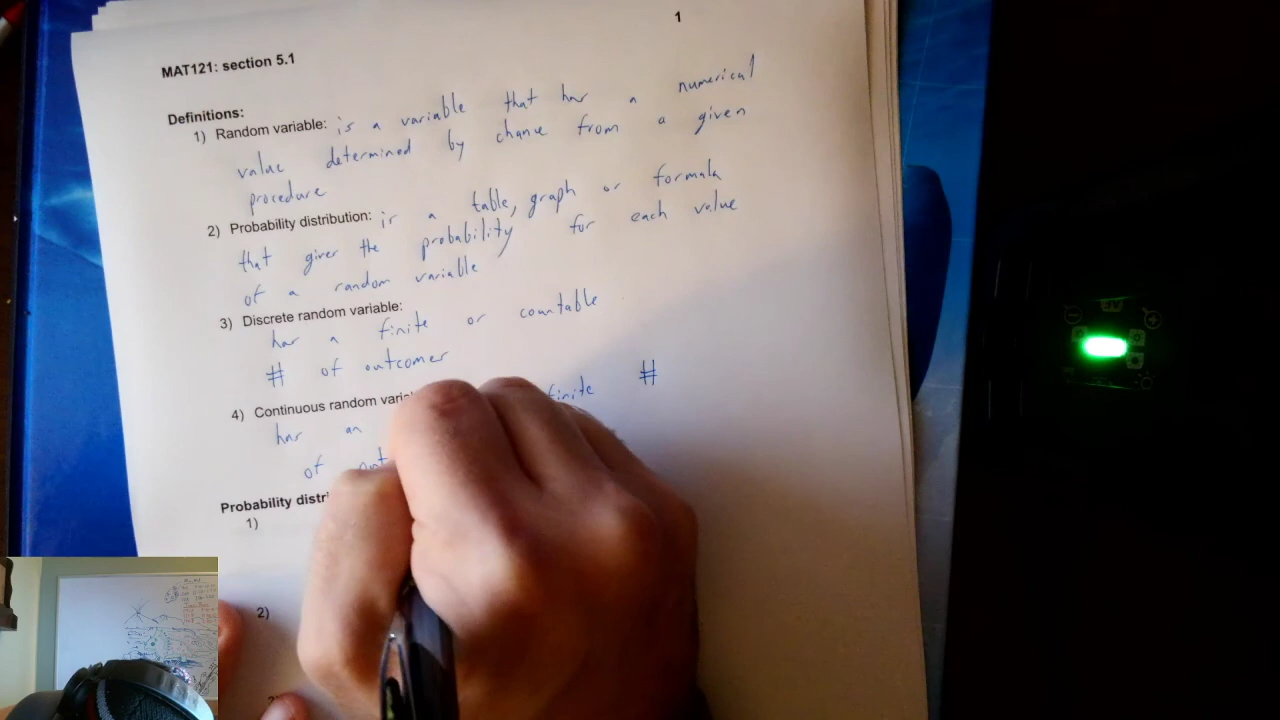 1
MAT121: section 5.1
Definitions:
1) Random variable: is a variable that has a numerical
value determined by chance from a given
procedure
2) Probability distribution: is a table, graph or formala
that gives the probability for each value
of a random variable
3) Discrete random variable:
has a finite or countable
# of outcomes
4) Continuous random variabl
has an finite #
of out
Probability distri
1)
2)